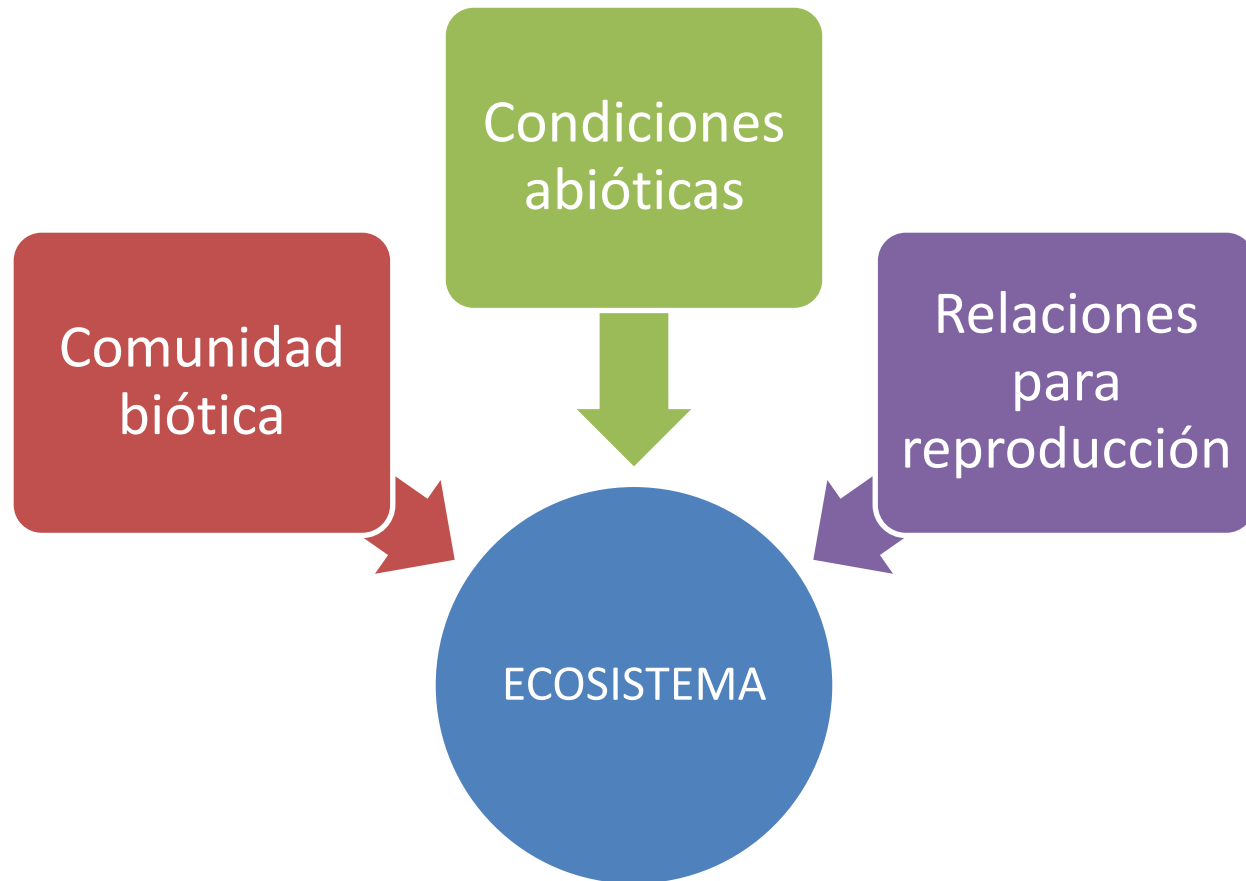 Condiciones
abióticas
Comunidad
biótica
Relaciones
para
reproducción
ECOSISTEMA